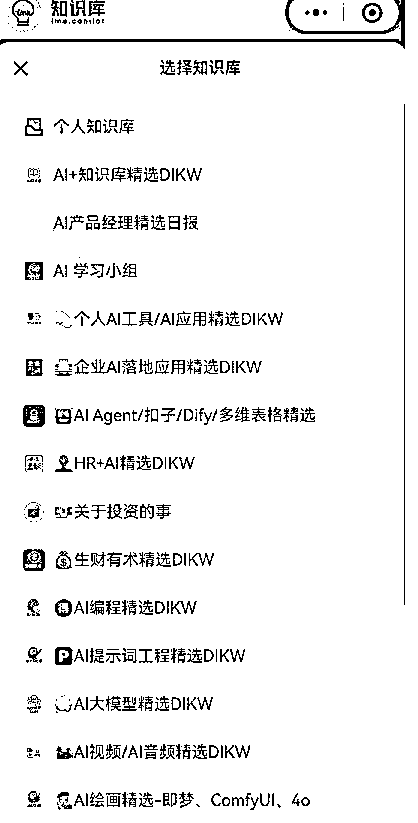 知识库
ima.copilot
选择知识库
个人知识库
AI+知识库精选DIKW
AI产品经理精选日报
AI 学习小组
个人AI工具/AI应用精选DIKW
企业AI落地应用精选DIKW
AI Agent/扣子/Dify/多维表格精选
HR+AI精选DIKW
关于投资的事
生财有术精选DIKW
AI编程精选DIKW
AI提示词工程精选DIKW
AI大模型精选DIKW
AI视频/AI音频精选DIKW
AI绘画精选-即梦、ComfyUI、4o